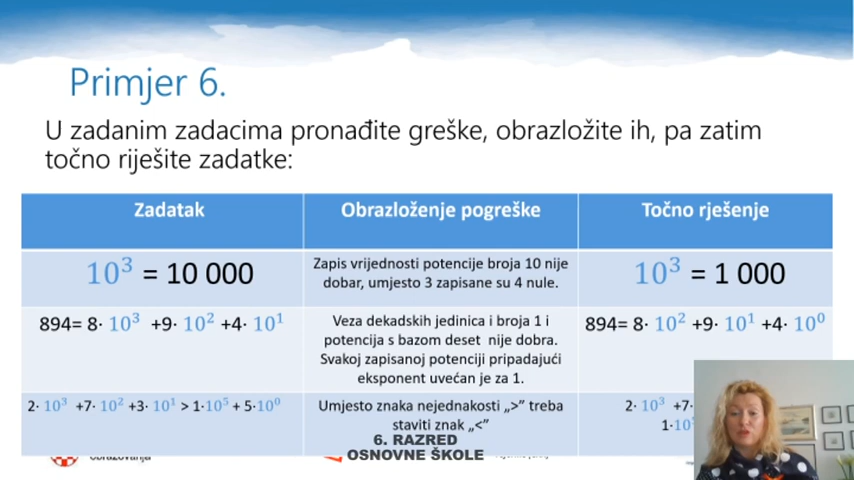 Primjer 6.
U zadanim zadacima pronađite greške, obrazložite ih, pa zatim
točno riješite zadatke:
Zadatak
Obrazloženje pogreške
Točno rješenje
10³ = 10 000
Zapis vrijednosti potencije broja 10 nije
dobar, umjesto 3 zapisane su 4 nule.
10³ = 1 000
894= 8· 10³ +9· 10² +4· 10¹
Veza dekadskih jedinica i broja 1 i
potencija s bazom deset nije dobra.
Svakoj zapisanoj potenciji pripadajući
eksponent uvećan je za 1.
894= 8· 10² +9· 10¹ +4· 10⁰
2· 10³ +7· 10² +3· 10¹ > 1·10⁵ + 5·10⁰
Umjesto znaka nejednakosti „>” treba
staviti znak „<”
2· 10³ +7·
1·10
6. RAZRED
OSNOVNE ŠKOLE